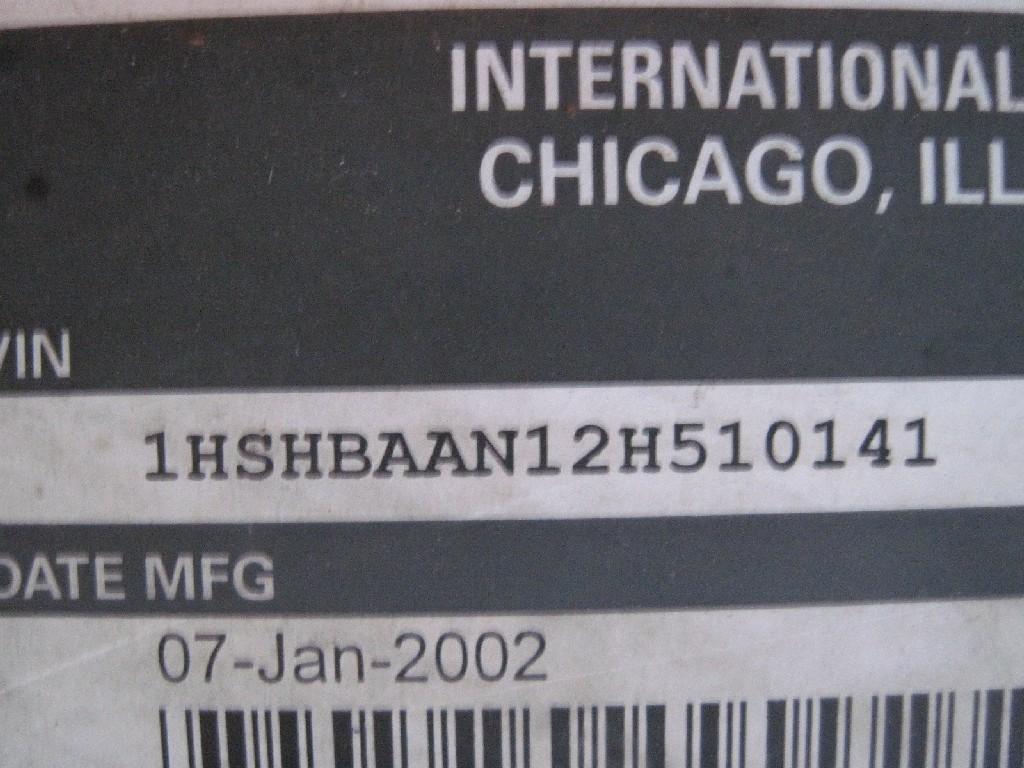 INTERNATIONAL
CHICAGO, ILL
VIN
1HSHBAAN12H510141
DATE MFG
07-Jan-2002